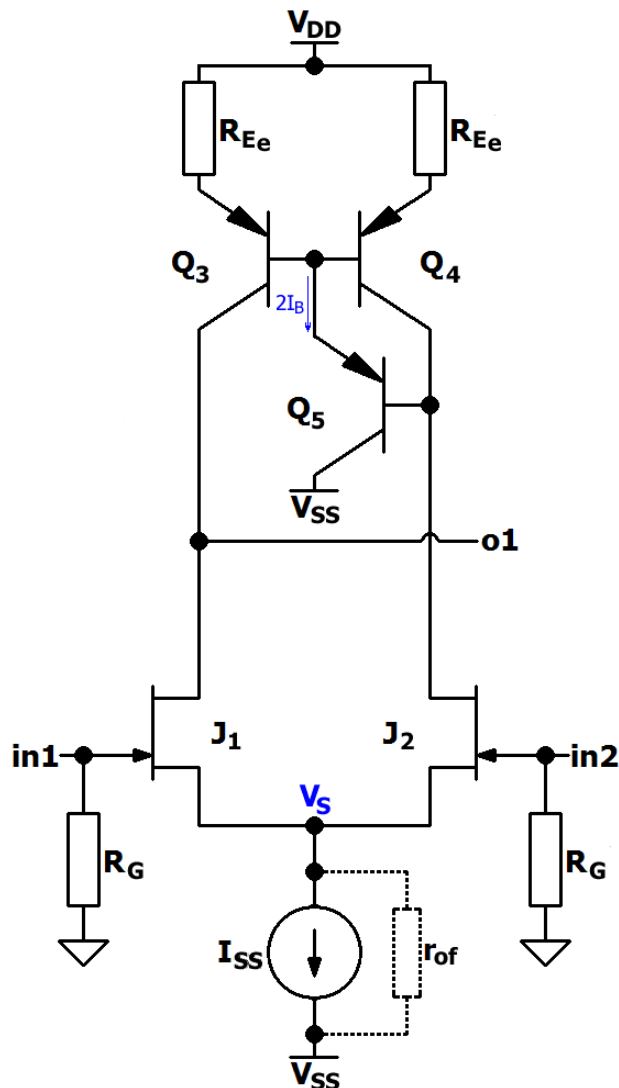 VDD
REe
REe
Q3
Q4
2IB
Q5
VSS
o1
in1
J1
J2
in2
VS
RG
RG
ISS
rof
VSS